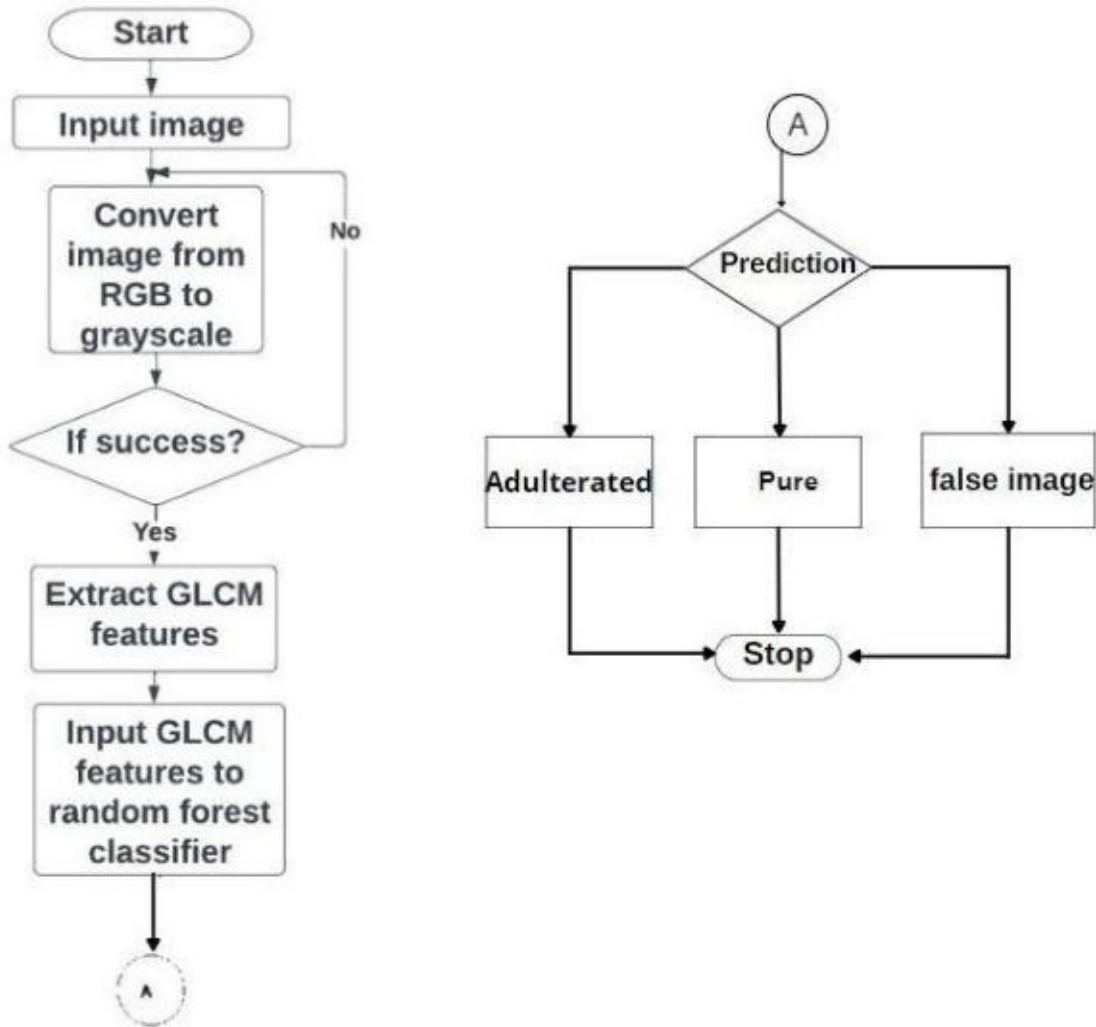 Start
Input image
Convert
image from
RGB to
grayscale
No
If success?
Yes
Extract GLCM
features
Input GLCM
features to
random forest
classifier
A
A
Prediction
Adulterated
Pure
false image
Stop